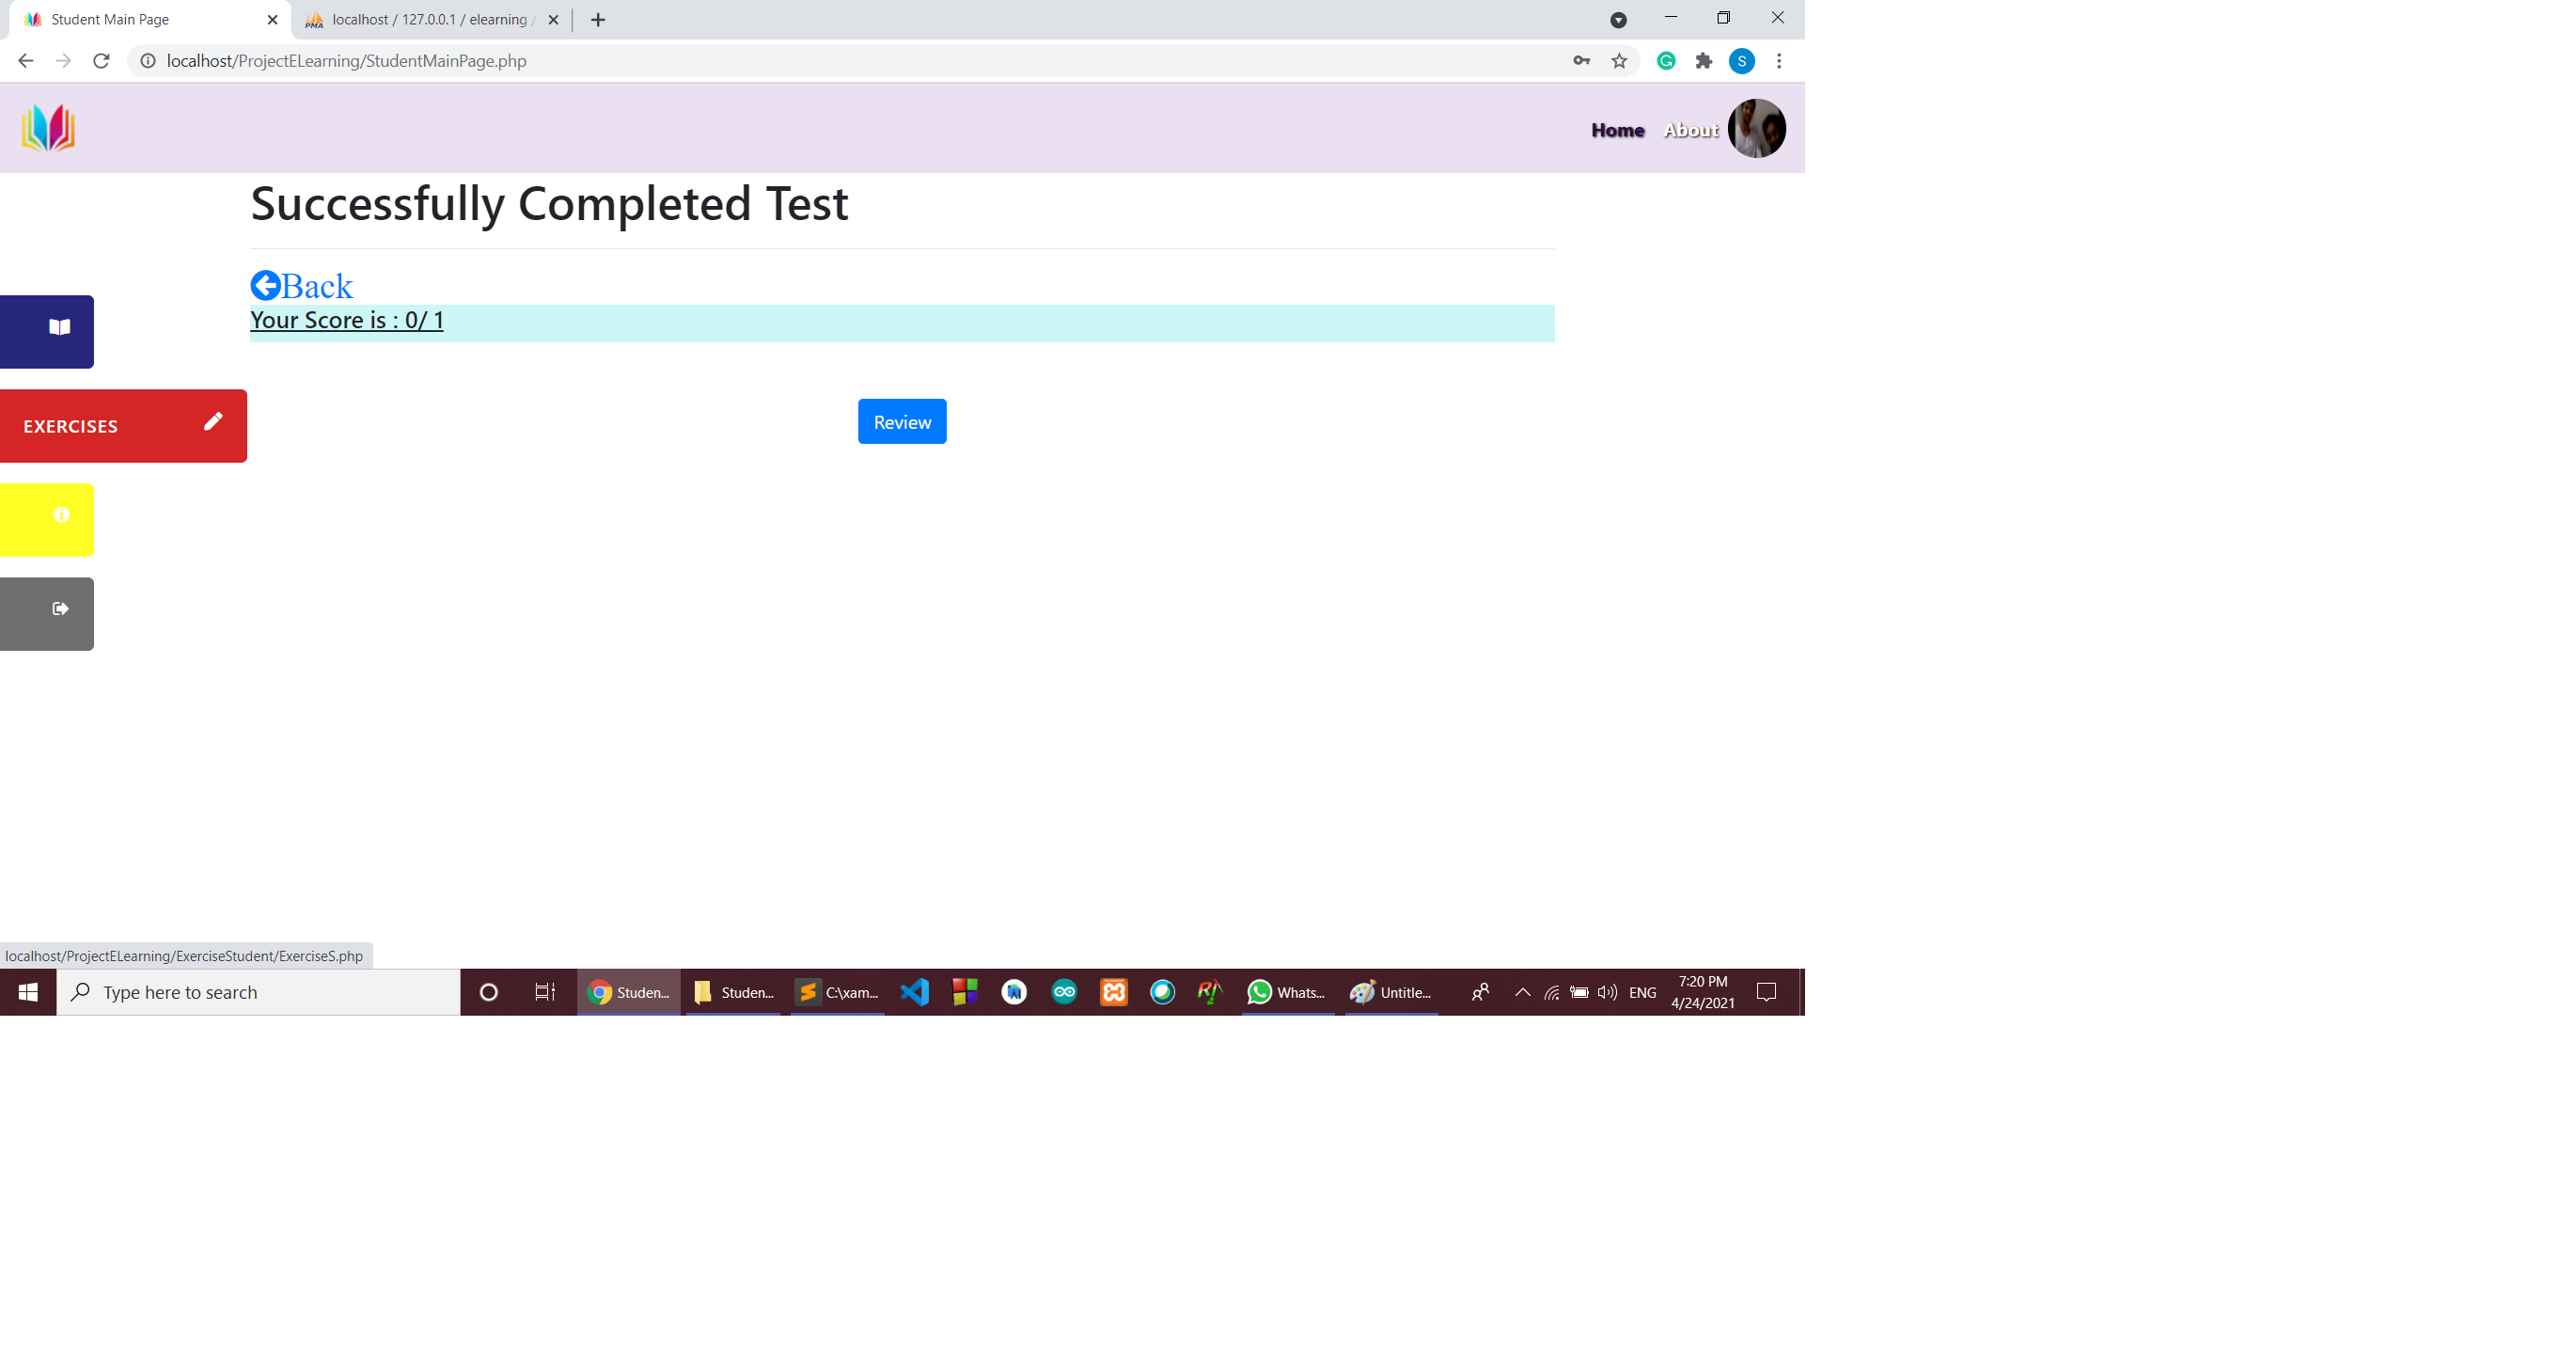 Student Main Page
localhost / 127.0.0.1 / elearning /
localhost/ProjectELearning/StudentMainPage.php
S
Home About
Successfully Completed Test
Back
Your Score is : 0/ 1
EXERCISES
Review
localhost/ProjectELearning/ExerciseStudent/ExerciseS.php
Type here to search
Studen...
Studen...
C:\xam...
Whats...
Untitle...
ENG
7:20 PM
4/24/2021